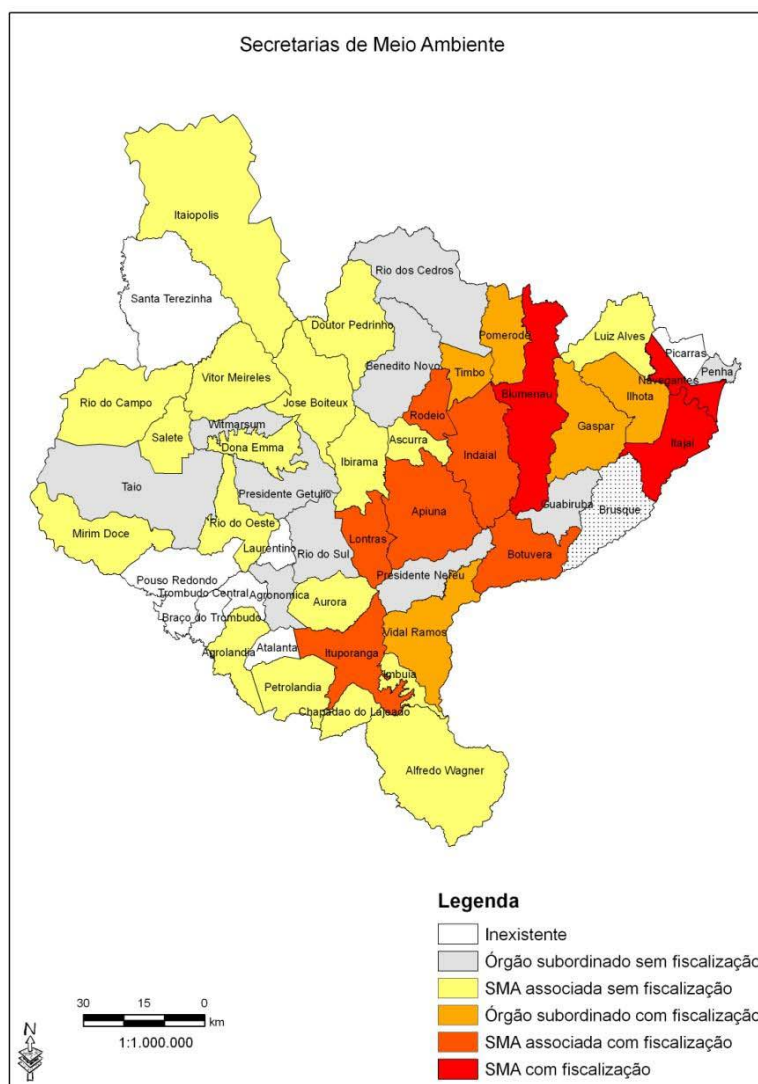 Secretarias de Meio Ambiente
Itaiopolis
Rio dos Cedros
Santa Terezinha
Doutor Pedrinho
Pomerode
Luiz Alves
Picarras
Benedito Novo
Penha
Vitor Meireles
Timbo
Navegantes
Rio do Campo
Jose Boiteux
Blumenau
Ilhota
Rodeio
Witmarsum
Gaspar
Salete
Ascurra
Itajai
Dona Emma
Ibirama
Indaial
Taio
Presidente Getulio
Guabiruba
Brusque
Apiuna
Rio do Oeste
Mirim Doce
Lontras
Laurentino
Rio do Sul
Botuvera
Pouso Redondo
Presidente Nereu
Trombudo Central
Agronomica
Aurora
Braço do Trombudo
Vidal Ramos
Atalanta
Agrolandia
Ituporanga
Imbuia
Petrolandia
Chapadao do Lajeado
Alfredo Wagner
Legenda
Inexistente
Órgão subordinado sem fiscalização
SMA associada sem fiscalização
Órgão subordinado com fiscalização
SMA associada com fiscalização
SMA com fiscalização
30 15 0
km
1:1.000.000
N